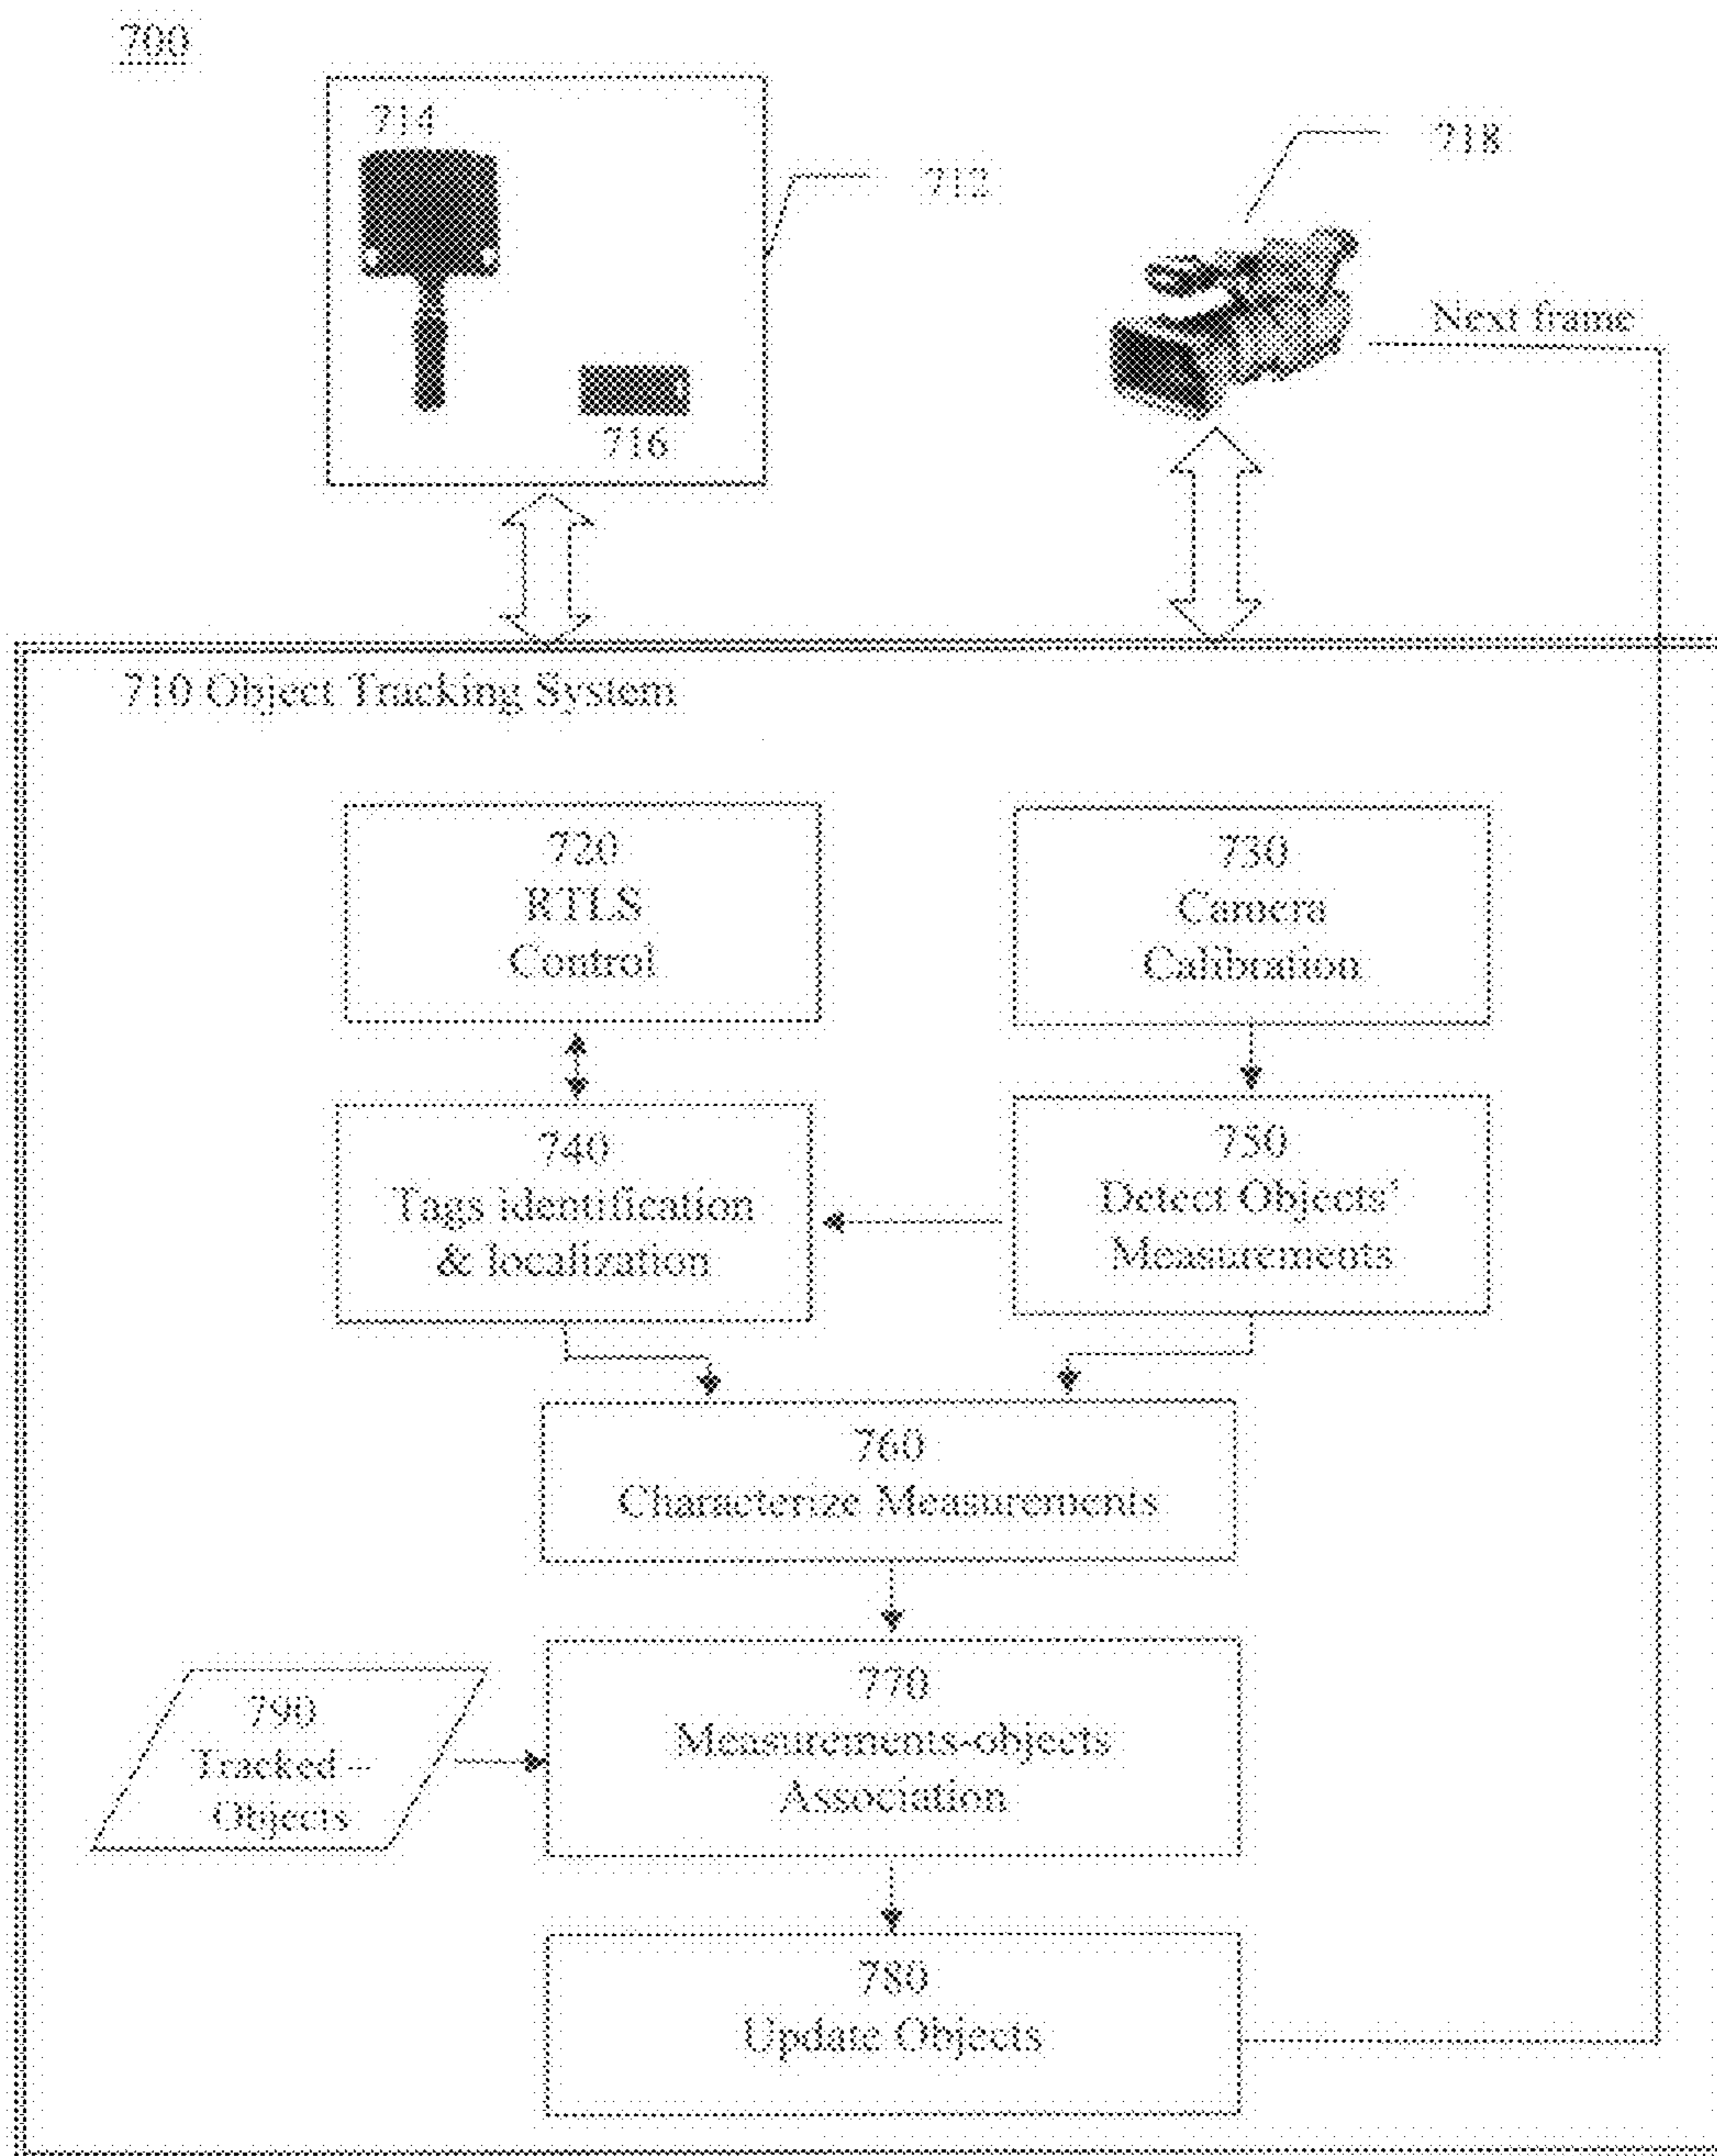 700
714
712
718
Next frame
716
710 Object Tracking System
720
RTLS
Control
730
Camera
Calibration
740
Tags identification
& localization
750
Detect Objects'
Measurements
760
Characterize Measurements
770
Measurements-objects
Association
790
Tracked --
Objects
780
Update Objects